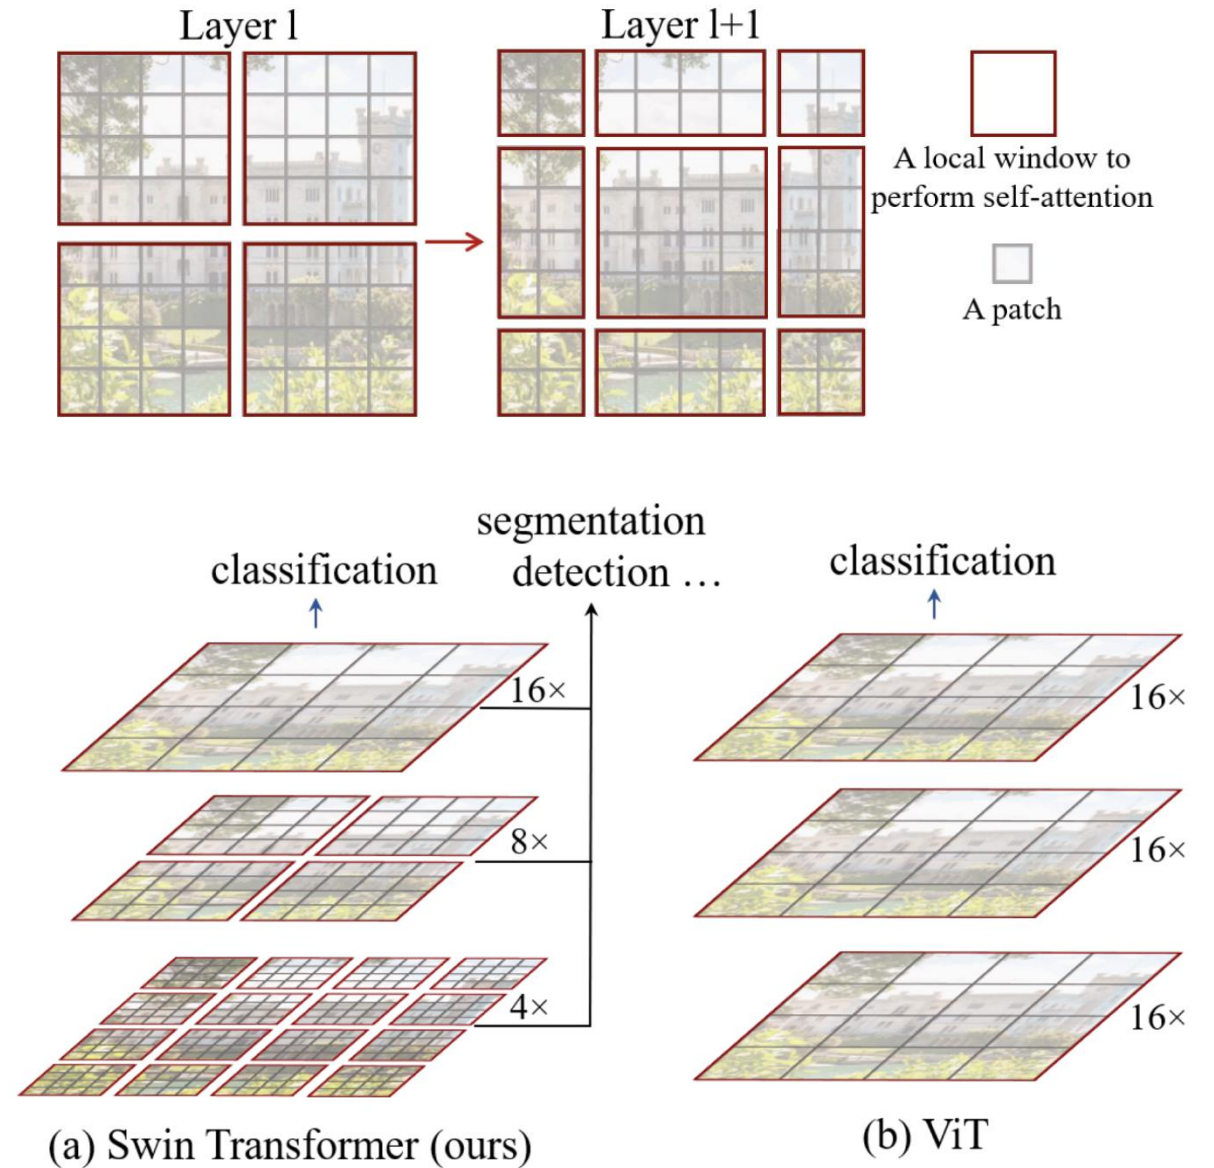 Layer l
Layer l+1
A local window to
perform self-attention
A patch
segmentation
detection …
classification
classification
16×
8×
4×
16×
16×
16×
(a) Swin Transformer (ours)
(b) ViT